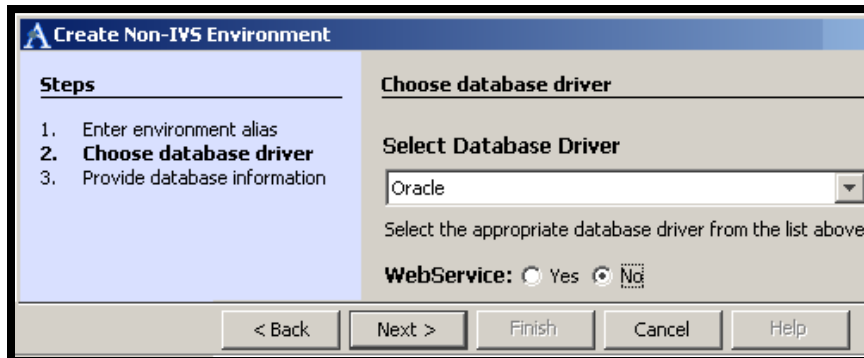 Create Non-IVS Environment
Steps
1. Enter environment alias
2. Choose database driver
3. Provide database information
Choose database driver
Select Database Driver
Oracle
Select the appropriate database driver from the list above
WebService: Yes No
< Back Next > Finish Cancel Help